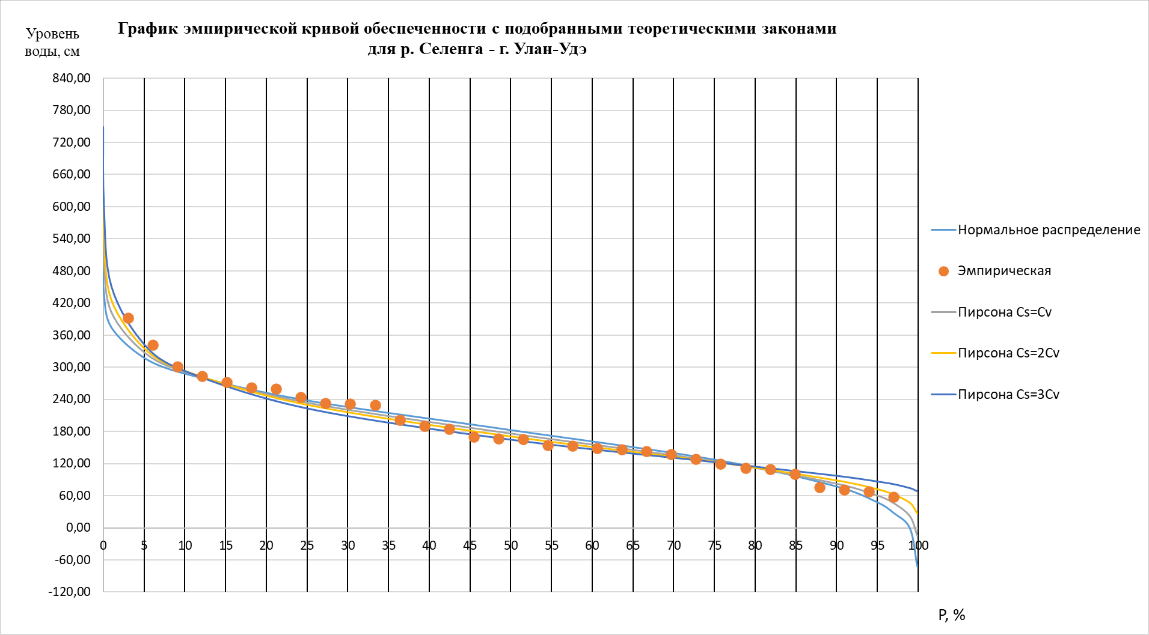 График эмпирической кривой обеспеченности с подобранными теоретическими законами
для р. Селенга - г. Улан-Удэ
Уровень
воды, см
840,00
780,00
720,00
660,00
600,00
540,00
480,00
420,00
360,00
300,00
240,00
180,00
120,00
60,00
0,00
-60,00
-120,00
0 5 10 15 20 25 30 35 40 45 50 55 60 65 70 75 80 85 90 95 100
P, %
Нормальное распределение
Эмпирическая
Пирсона Cs=Cv
Пирсона Cs=2Cv
Пирсона Cs=3Cv